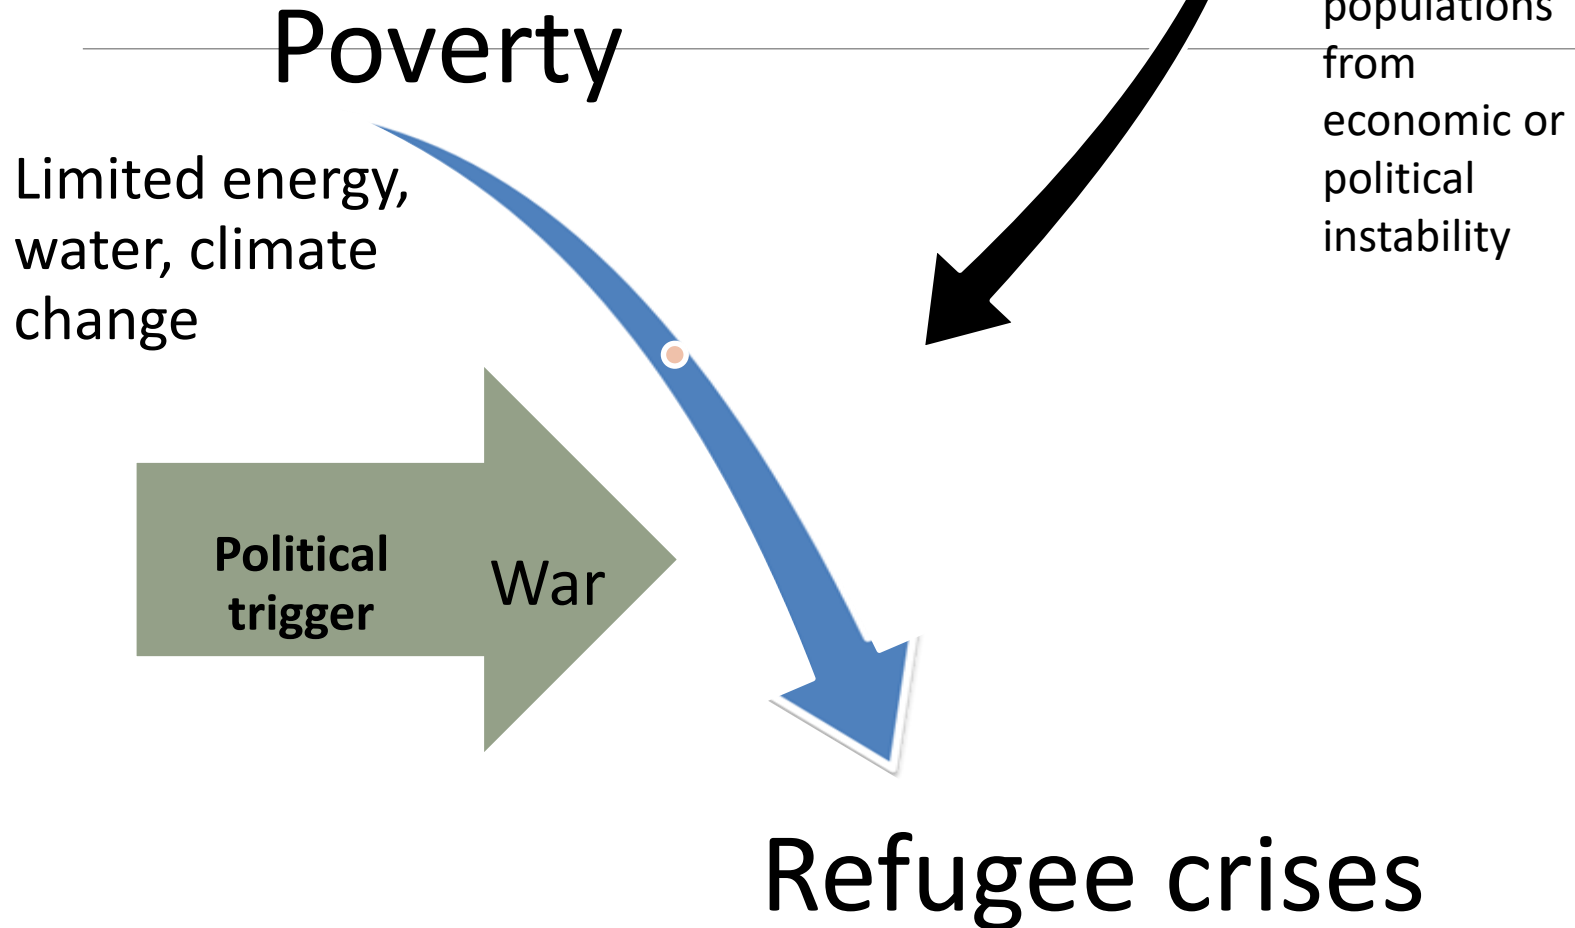 Poverty
Limited energy,
water, climate
change
populations
from
economic or
political
instability
Political
trigger
War
Refugee crises